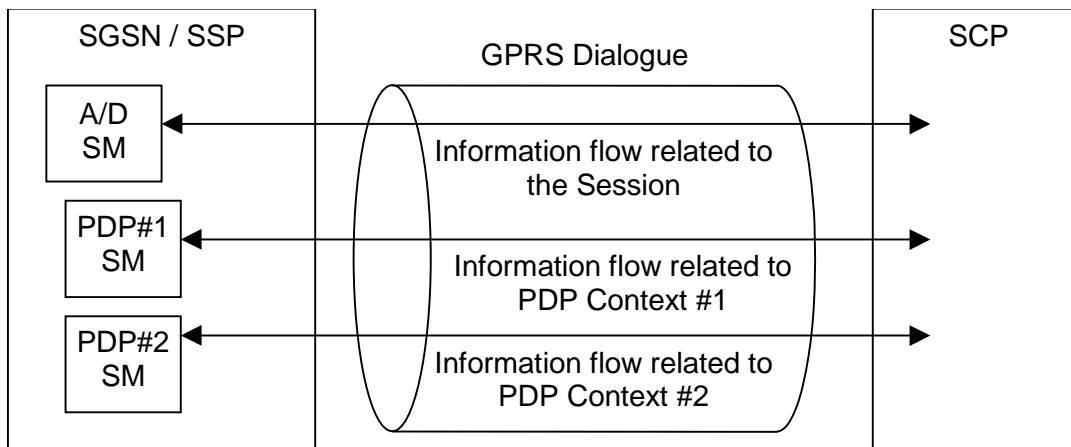 SGSN / SSP
GPRS Dialogue
SCP
A/D
SM
Information flow related to
the Session
PDP#1
SM
Information flow related to
PDP Context #1
PDP#2
SM
Information flow related to
PDP Context #2